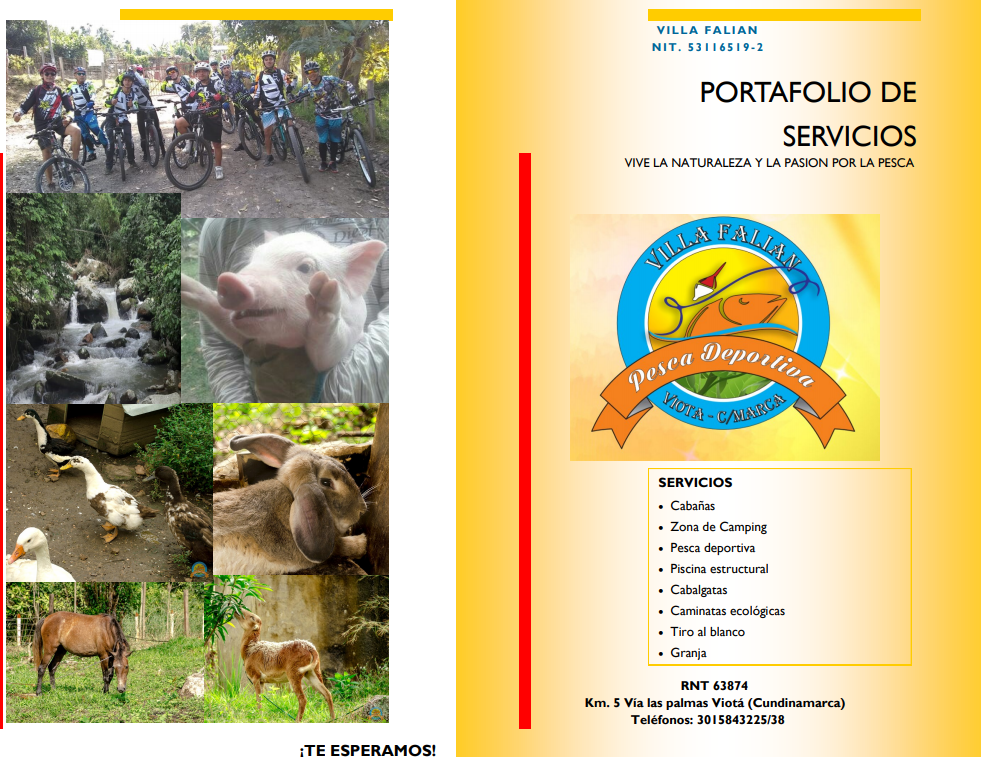 ¡TE ESPERAMOS!
VILLA FALIAN
NIT. 53116519-2
PORTAFOLIO DE
SERVICIOS
VIVE LA NATURALEZA Y LA PASION POR LA PESCA
VILLA FALIAN
Pesca Deportiva
VIOTA - C/MARCA
SERVICIOS
• Cabañas
• Zona de Camping
• Pesca deportiva
• Piscina estructural
• Cabalgatas
• Caminatas ecológicas
• Tiro al blanco
• Granja
RNT 63874
Km. 5 Vía las palmas Viotá (Cundinamarca)
Teléfonos: 3015843225/38